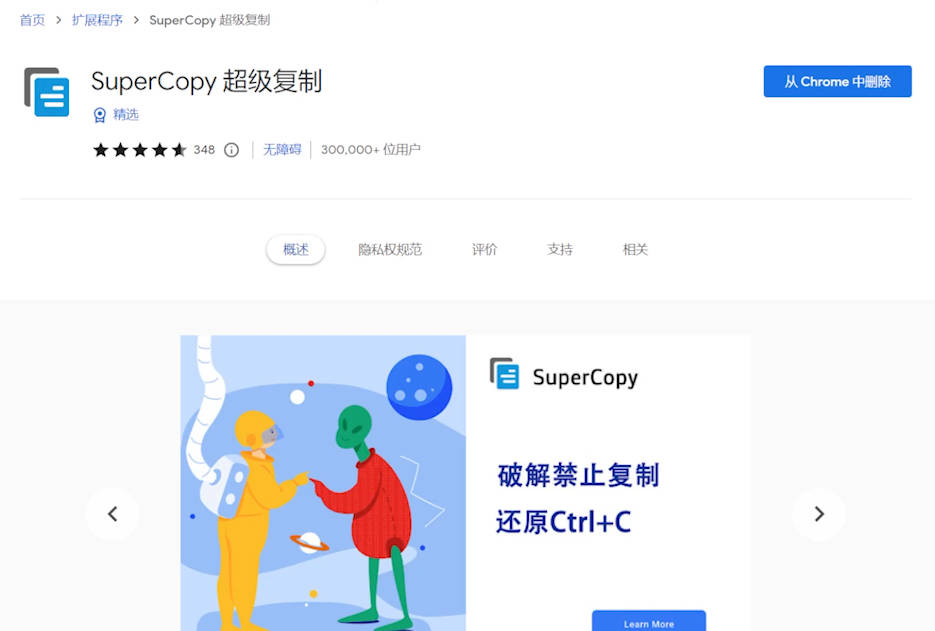 首页 > 扩展程序 > SuperCopy 超级复制
SuperCopy 超级复制
从 Chrome 中删除
精选
348 无障碍 300,000+ 位用户
概述 隐私权规范 评价 支持 相关
SuperCopy
破解禁止复制
还原Ctrl+C
Learn More